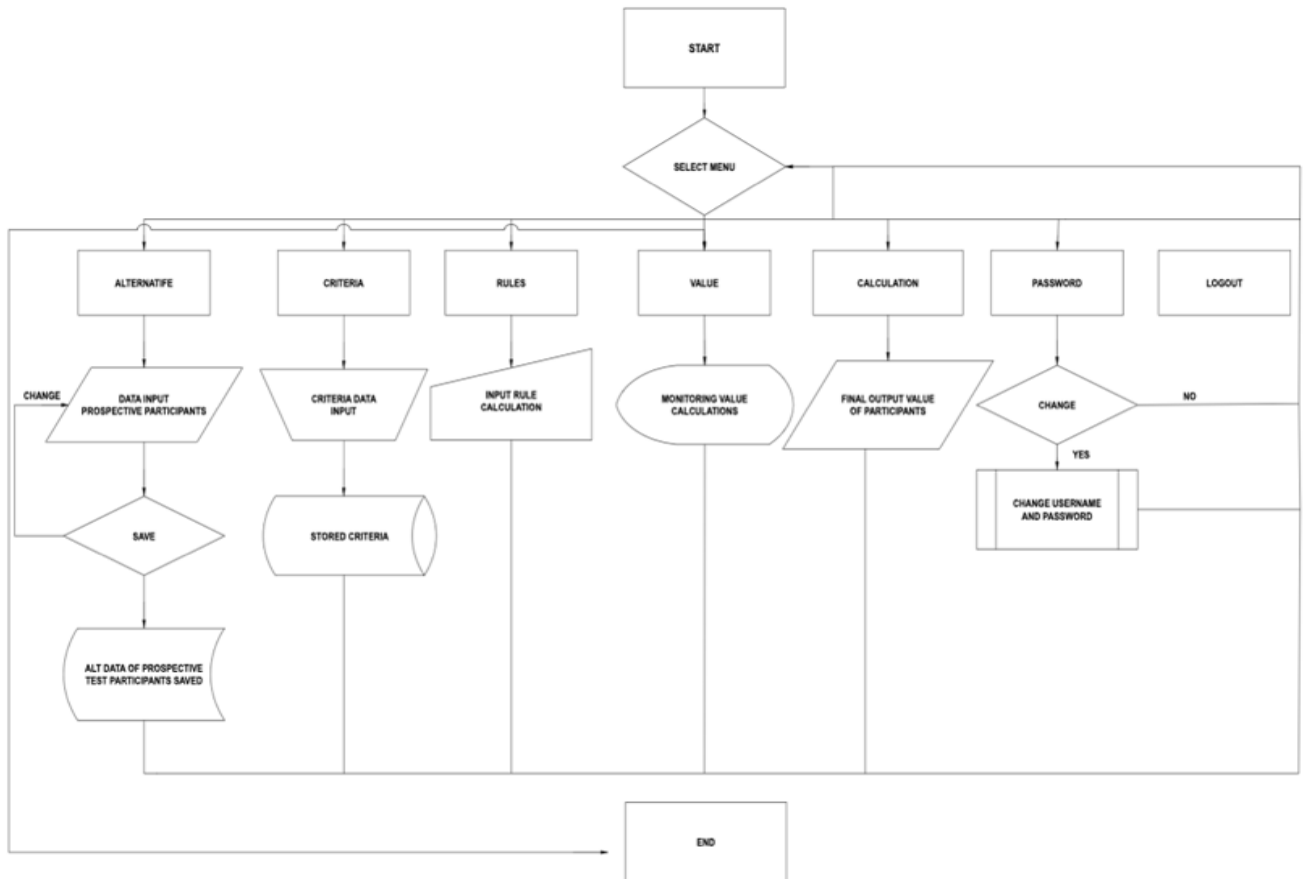 START
SELECT MENU
ALTERNATIFE
CRITERIA
RULES
VALUE
CALCULATION
PASSWORD
LOGOUT
CHANGE
DATA INPUT
PROSPECTIVE PARTICIPANTS
CRITERIA DATA
INPUT
INPUT RULE
CALCULATION
MONITORING VALUE
CALCULATIONS
FINAL OUTPUT VALUE
OF PARTICIPANTS
CHANGE
NO
YES
SAVE
STORED CRITERIA
CHANGE USERNAME
AND PASSWORD
ALT DATA OF PROSPECTIVE
TEST PARTICIPANTS SAVED
END